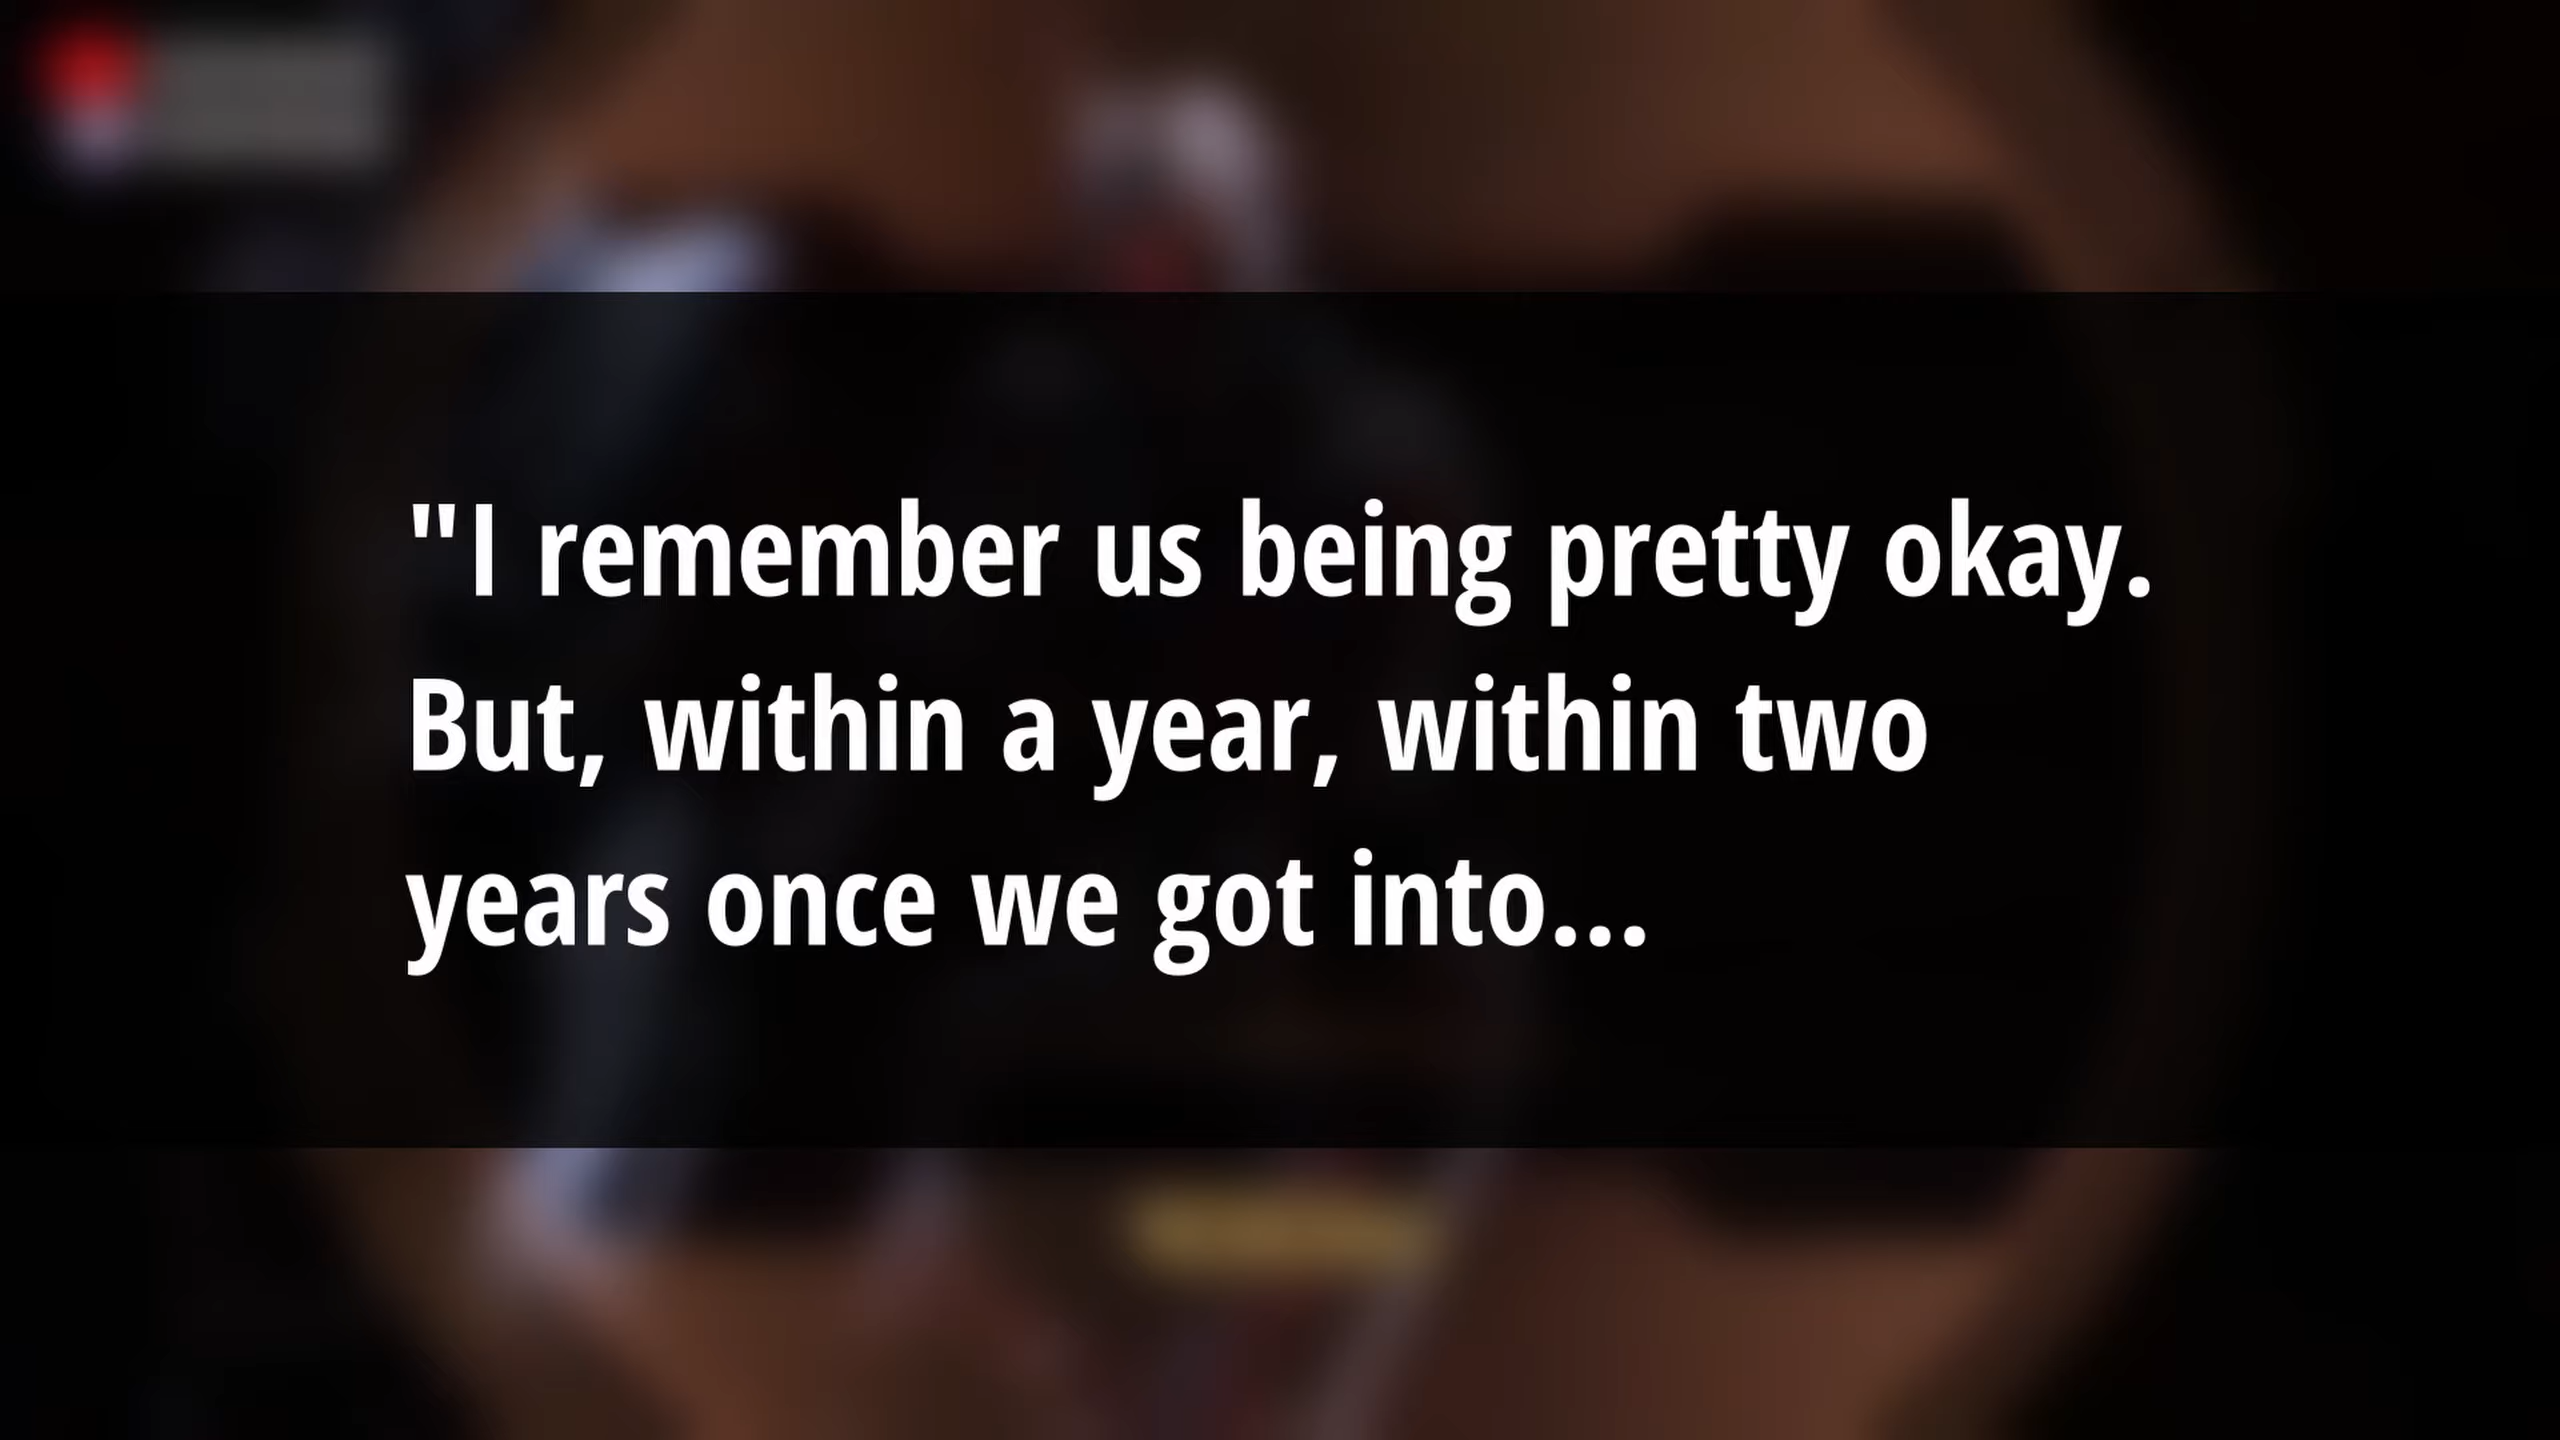 "I remember us being pretty okay.
But, within a year, within two
years once we got into...